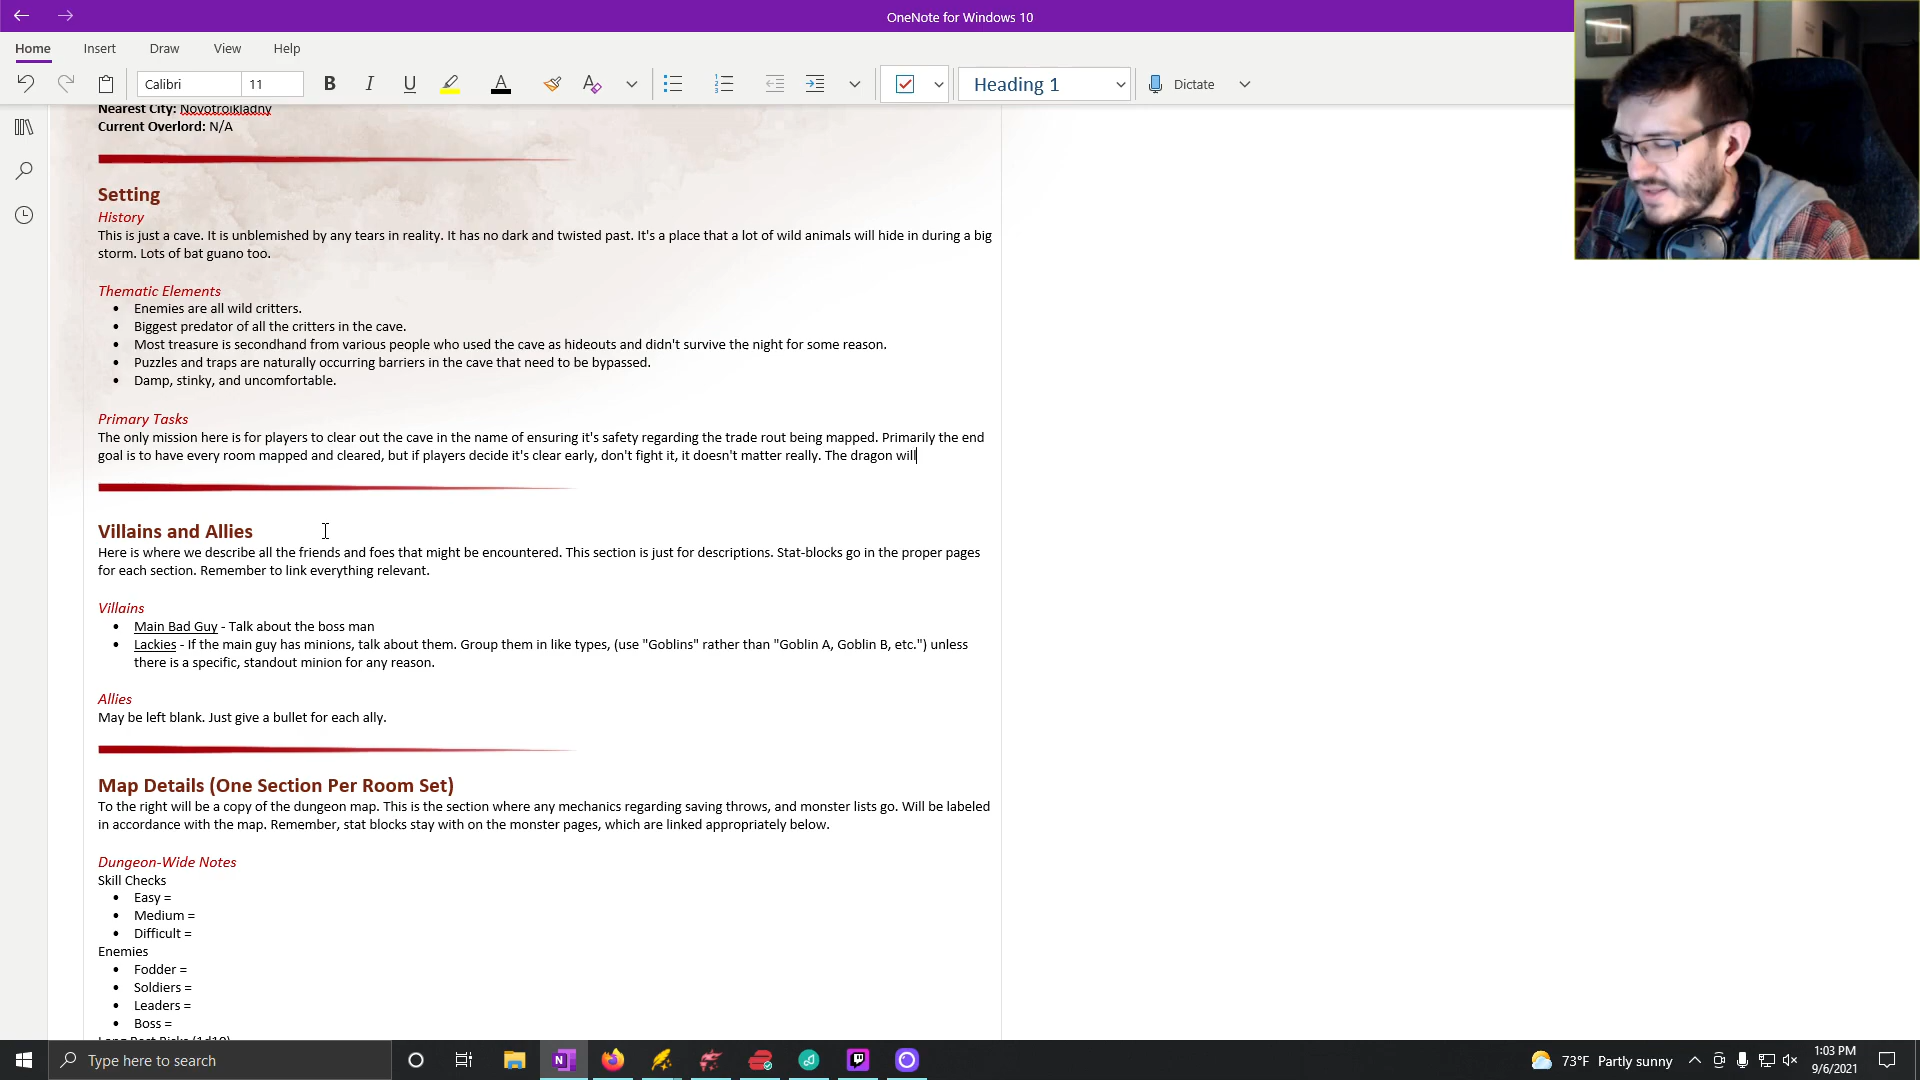 OneNote for Windows 10
Home Insert Draw View Help
Calibri 11 B I U A A Heading 1 Dictate
Nearest City: Novotroikladny
Current Overlord: N/A
Setting
History
This is just a cave. It is unblemished by any tears in reality. It has no dark and twisted past. It's a place that a lot of wild animals will hide in during a big
storm. Lots of bat guano too.
Thematic Elements
• Enemies are all wild critters.
• Biggest predator of all the critters in the cave.
• Most treasure is secondhand from various people who used the cave as hideouts and didn't survive the night for some reason.
• Puzzles and traps are naturally occurring barriers in the cave that need to be bypassed.
• Damp, stinky, and uncomfortable.
Primary Tasks
The only mission here is for players to clear out the cave in the name of ensuring it's safety regarding the trade rout being mapped. Primarily the end
goal is to have every room mapped and cleared, but if players decide it's clear early, don't fight it, it doesn't matter really. The dragon will
Villains and Allies
Here is where we describe all the friends and foes that might be encountered. This section is just for descriptions. Stat-blocks go in the proper pages
for each section. Remember to link everything relevant.
Villains
• Main Bad Guy - Talk about the boss man
• Lackies - If the main guy has minions, talk about them. Group them in like types, (use "Goblins" rather than "Goblin A, Goblin B, etc.") unless
there is a specific, standout minion for any reason.
Allies
May be left blank. Just give a bullet for each ally.
Map Details (One Section Per Room Set)
To the right will be a copy of the dungeon map. This is the section where any mechanics regarding saving throws, and monster lists go. Will be labeled
in accordance with the map. Remember, stat blocks stay with on the monster pages, which are linked appropriately below.
Dungeon-Wide Notes
Skill Checks
• Easy =
• Medium =
• Difficult =
Enemies
• Fodder =
• Soldiers =
• Leaders =
• Boss =
Type here to search
73°F Partly sunny
1:03 PM
9/6/2021